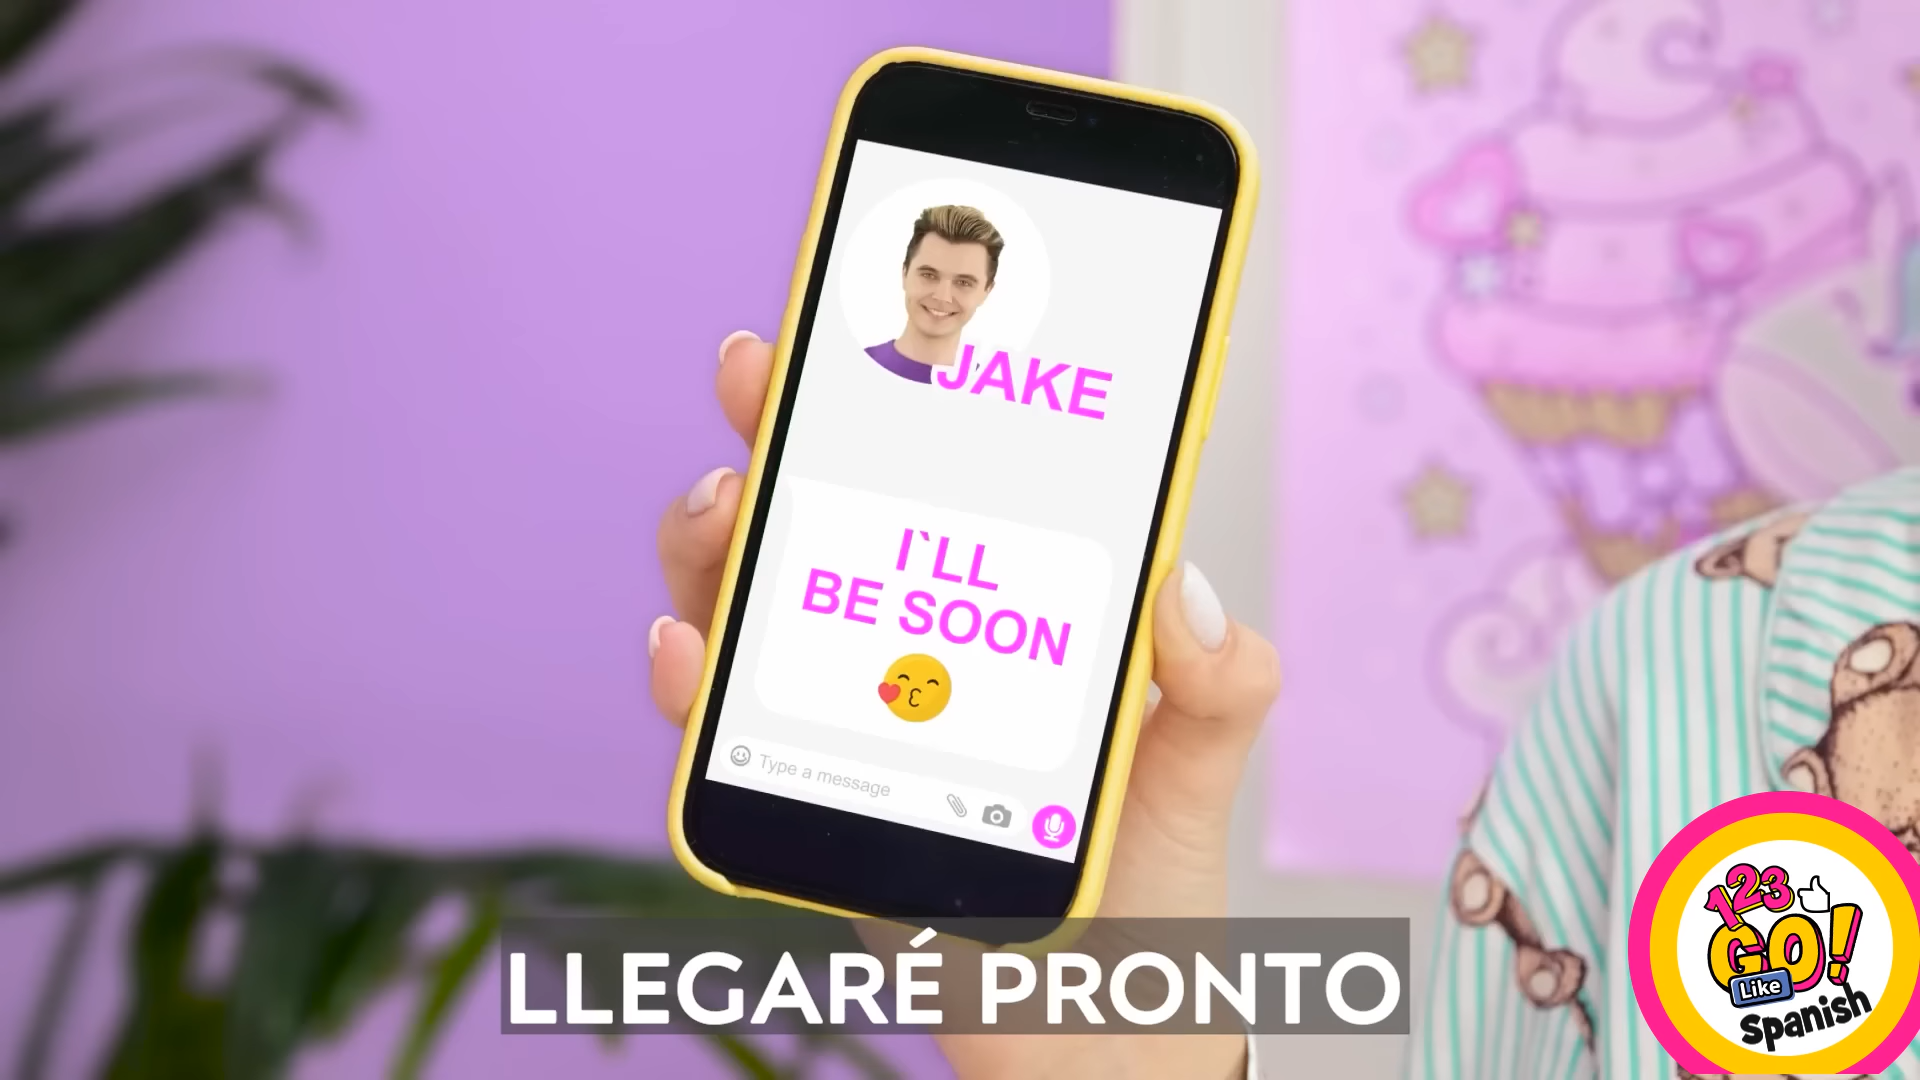 JAKE
I`LL
BE SOON
Type a message
LLEGARÉ PRONTO
123
GO!
Like
Spanish